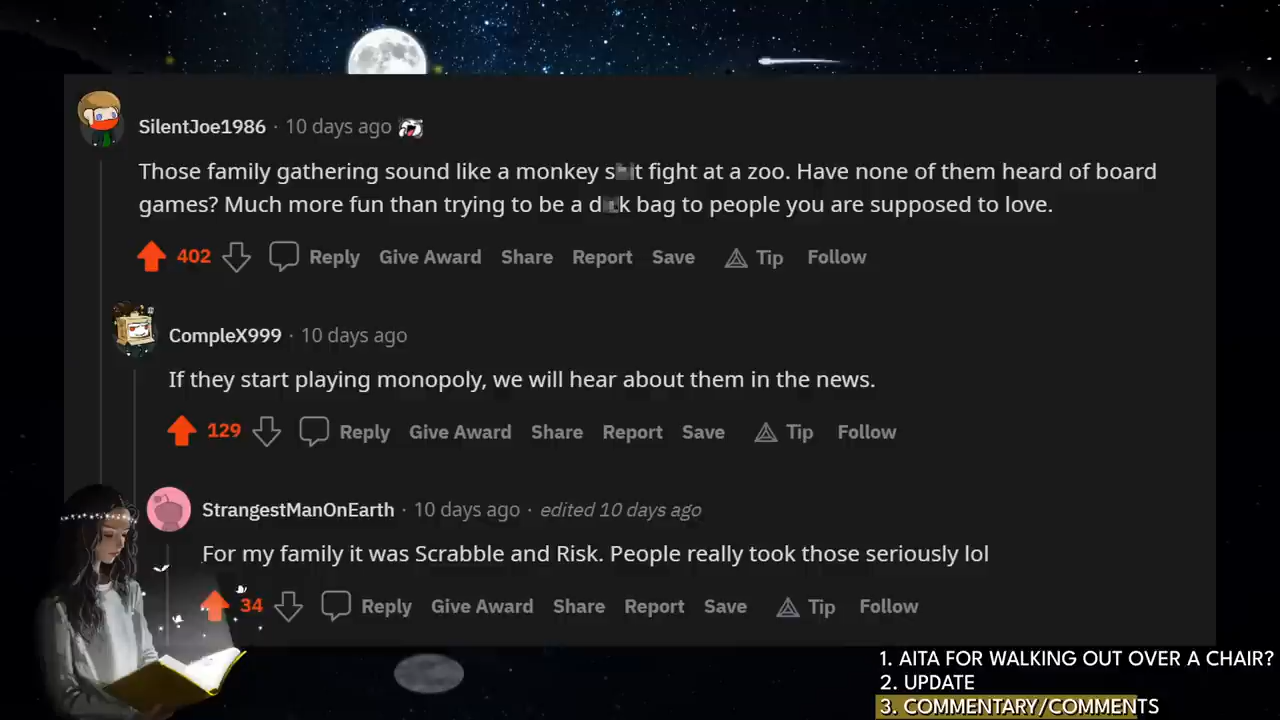 SilentJoe1986 · 10 days ago
Those family gathering sound like a monkey s t fight at a zoo. Have none of them heard of board
games? Much more fun than trying to be a d k bag to people you are supposed to love.
402 Reply Give Award Share Report Save Tip Follow
CompleX999 · 10 days ago
If they start playing monopoly, we will hear about them in the news.
129 Reply Give Award Share Report Save Tip Follow
StrangestManOnEarth · 10 days ago · edited 10 days ago
For my family it was Scrabble and Risk. People really took those seriously lol
34 Reply Give Award Share Report Save Tip Follow
1. AITA FOR WALKING OUT OVER A CHAIR?
2. UPDATE
3. COMMENTARY/COMMENTS